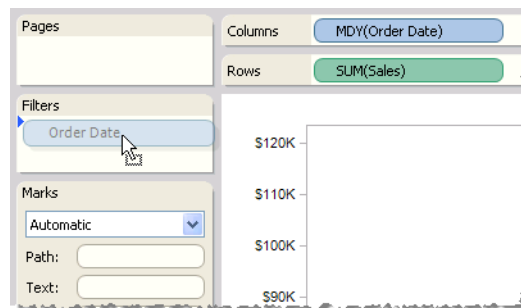 Pages
Columns MDY(Order Date)
Rows SUM(Sales)
Filters
Order Date
Marks
Automatic
Path:
Text:
$120K
$110K
$100K
$90K